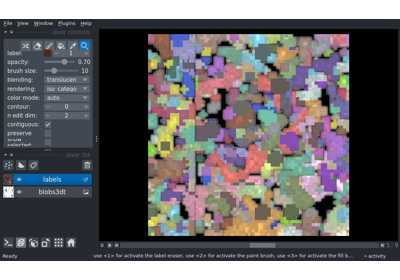 File View Window Plugins Help
layer controls
label: 1
opacity: 0.70
brush size: 10
blending: translucen
rendering: iso_catego
color mode: auto
contour: 0
n edit dim: 2
contiguous:
preserve
selected:
layer list
labels
blobs3dt
Ready
use <1> for activate the label eraser, use <2> for activate the paint brush, use <3> for activate the fill b...
activity